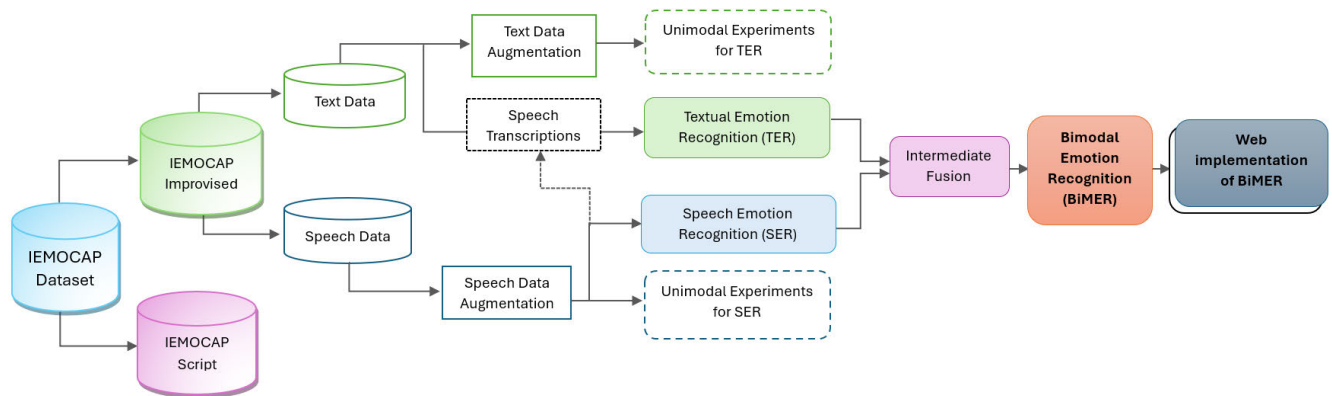 IEMOCAP
Dataset
IEMOCAP
Improvised
IEMOCAP
Script
Text Data
Speech Data
Text Data
Augmentation
Unimodal Experiments
for TER
Speech
Transcriptions
Textual Emotion
Recognition (TER)
Speech Data
Augmentation
Speech Emotion
Recognition (SER)
Unimodal Experiments
for SER
Intermediate
Fusion
Bimodal
Emotion
Recognition
(BiMER)
Web
implementation
of BiMER